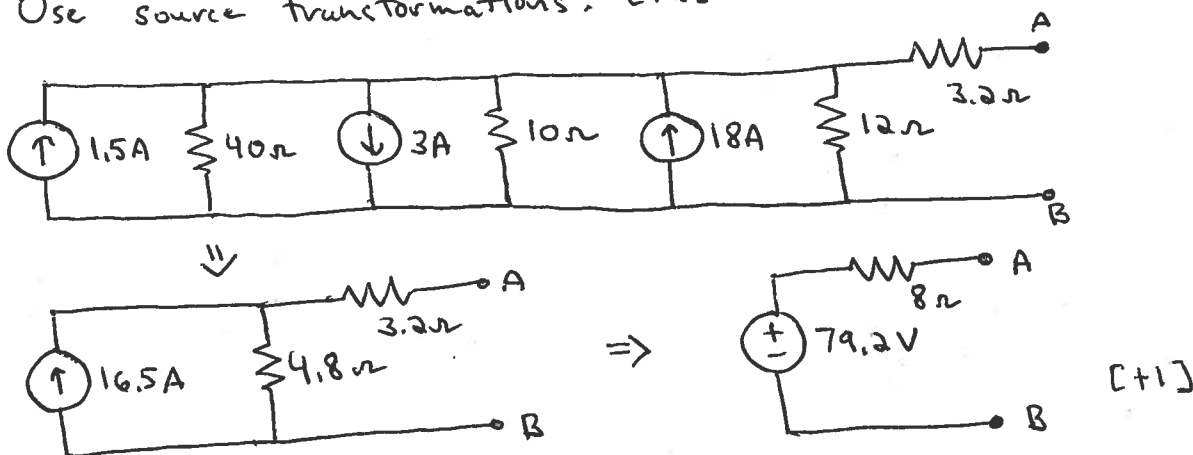 Use source transformations.
A
3.2Ω
1.5A 40Ω 3A 10Ω 18A 12Ω
B
⇓
A
3.2Ω
16.5A 4.8Ω
B
⇒
A
8Ω
+
-
79.2V
[+1]
B